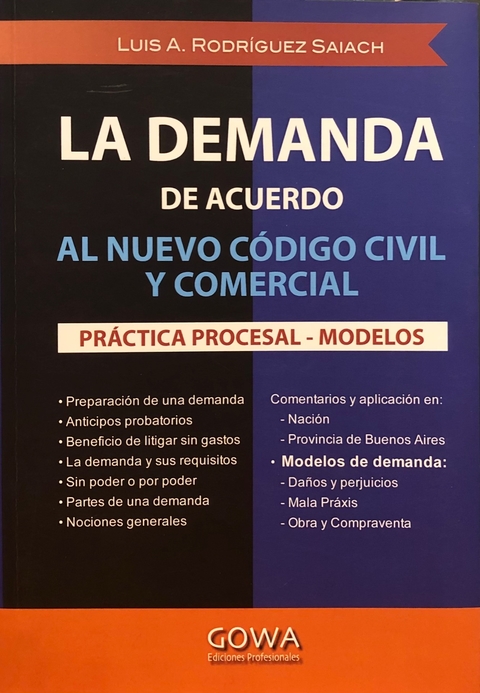 LUIS A. RODRÍGUEZ SAIACH
LA DEMANDA
DE ACUERDO
AL NUEVO CÓDIGO CIVIL
Y COMERCIAL
PRÁCTICA PROCESAL - MODELOS
• Preparación de una demanda
• Anticipos probatorios
• Beneficio de litigar sin gastos
• La demanda y sus requisitos
• Sin poder o por poder
• Partes de una demanda
• Nociones generales
Comentarios y aplicación en:
- Nación
- Provincia de Buenos Aires
• Modelos de demanda:
- Daños y perjuicios
- Mala Práxis
- Obra y Compraventa
GOWA
Ediciones Profesionales